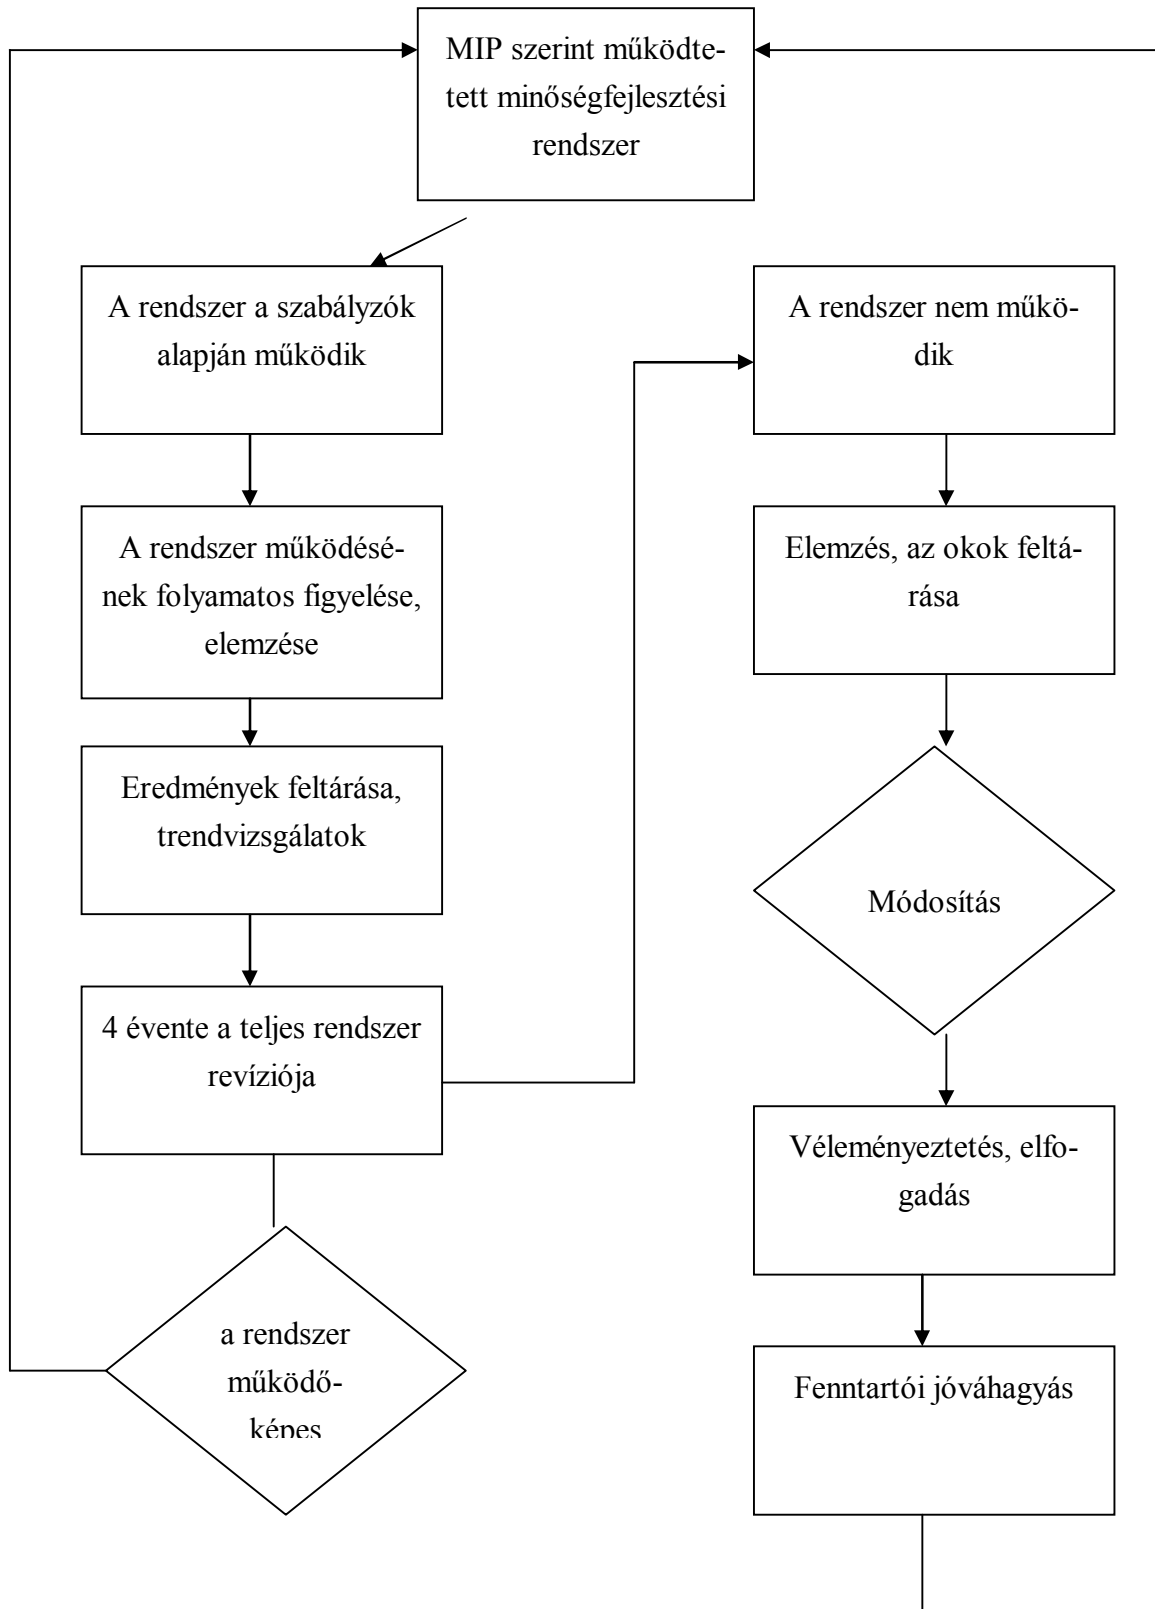 MIP szerint működte-
tett minőségfejlesztési
rendszer
A rendszer a szabályzók
alapján működik
A rendszer nem műkö-
dik
A rendszer működésé-
nek folyamatos figyelése,
elemzése
Elemzés, az okok feltá-
rása
Eredmények feltárása,
trendvizsgálatok
Módosítás
4 évente a teljes rendszer
revíziója
Véleményeztetés, elfo-
gadás
a rendszer
működő-
képes
Fenntartói jóváhagyás